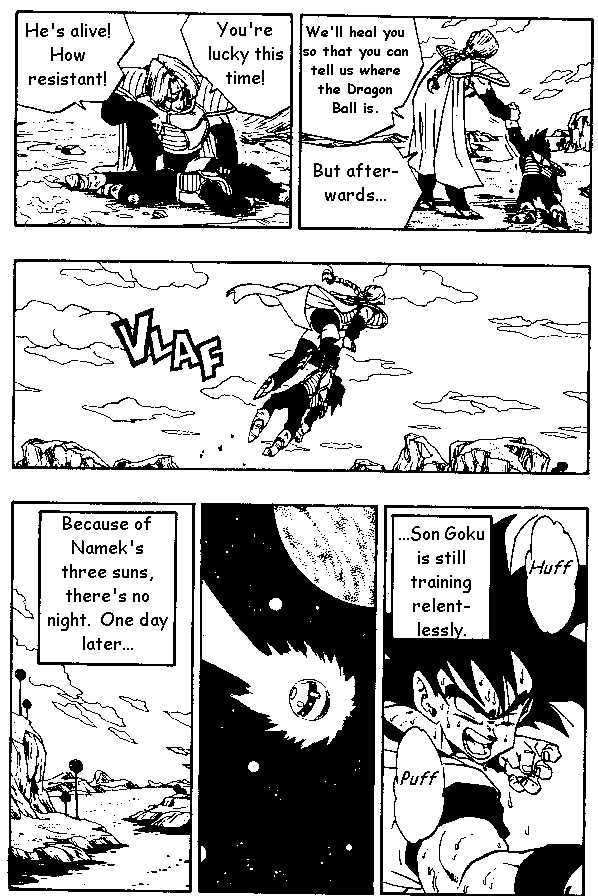 He's alive!
How
resistant!
You're
lucky this
time!
We'll heal you
so that you can
tell us where
the Dragon
Ball is.
But after-
wards...
VLAF
Because of
Namek's
three suns,
there's no
night. One day
later...
...Son Goku
is still
training
relent-
lessly.
Huff
Puff